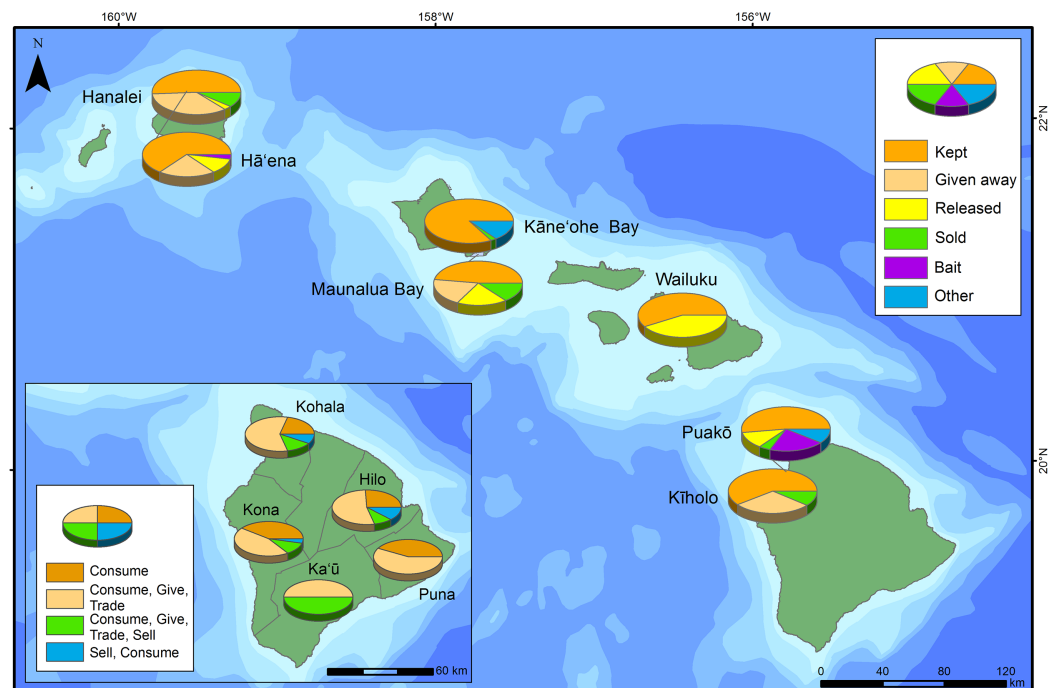 160°W
158°W
156°W
N
Hanalei
Hāʻena
Kāneʻohe Bay
Maunalua Bay
Wailuku
22°N
20°N
Kept
Given away
Released
Sold
Bait
Other
Puakō
Kīholo
Kohala
Hilo
Kona
Kaʻū
Puna
Consume
Consume, Give,
Trade
Consume, Give,
Trade, Sell
Sell, Consume
60 km
0 40 80 120
km